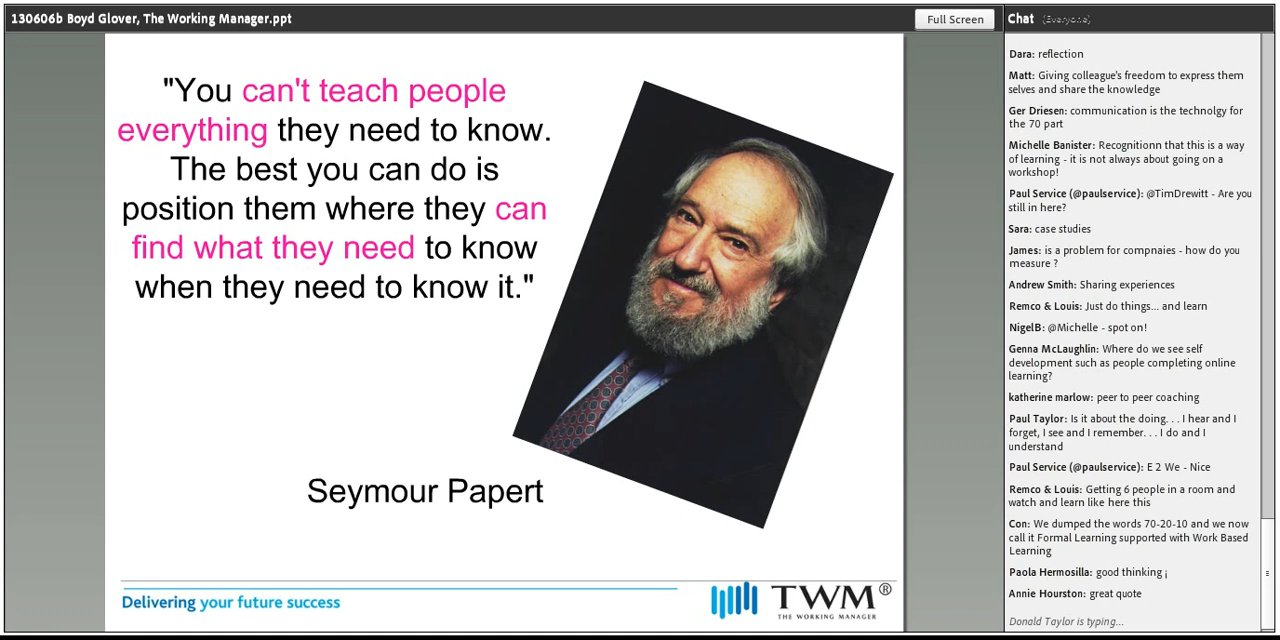 130606b Boyd Glover, The Working Manager.ppt
Full Screen
"You can't teach people
everything they need to know.
The best you can do is
position them where they can
find what they need to know
when they need to know it."
Seymour Papert
Delivering your future success
TWM®
THE WORKING MANAGER
Chat (Everyone)
Dara: reflection
Matt: Giving colleague's freedom to express them
selves and share the knowledge
Ger Driesen: communication is the technolgy for
the 70 part
Michelle Banister: Recognitionn that this is a way
of learning - it is not always about going on a
workshop!
Paul Service (@paulservice): @TimDrewitt - Are you
still in here?
Sara: case studies
James: is a problem for compnaies - how do you
measure ?
Andrew Smith: Sharing experiences
Remco & Louis: Just do things... and learn
NigelB: @Michelle - spot on!
Genna McLaughlin: Where do we see self
development such as people completing online
learning?
katherine marlow: peer to peer coaching
Paul Taylor: Is it about the doing. . . I hear and I
forget, I see and I remember. . . I do and I
understand
Paul Service (@paulservice): E 2 We - Nice
Remco & Louis: Getting 6 people in a room and
watch and learn like here this
Con: We dumped the words 70-20-10 and we now
call it Formal Learning supported with Work Based
Learning
Paola Hermosilla: good thinking ¡
Annie Hourston: great quote
Donald Taylor is typing...